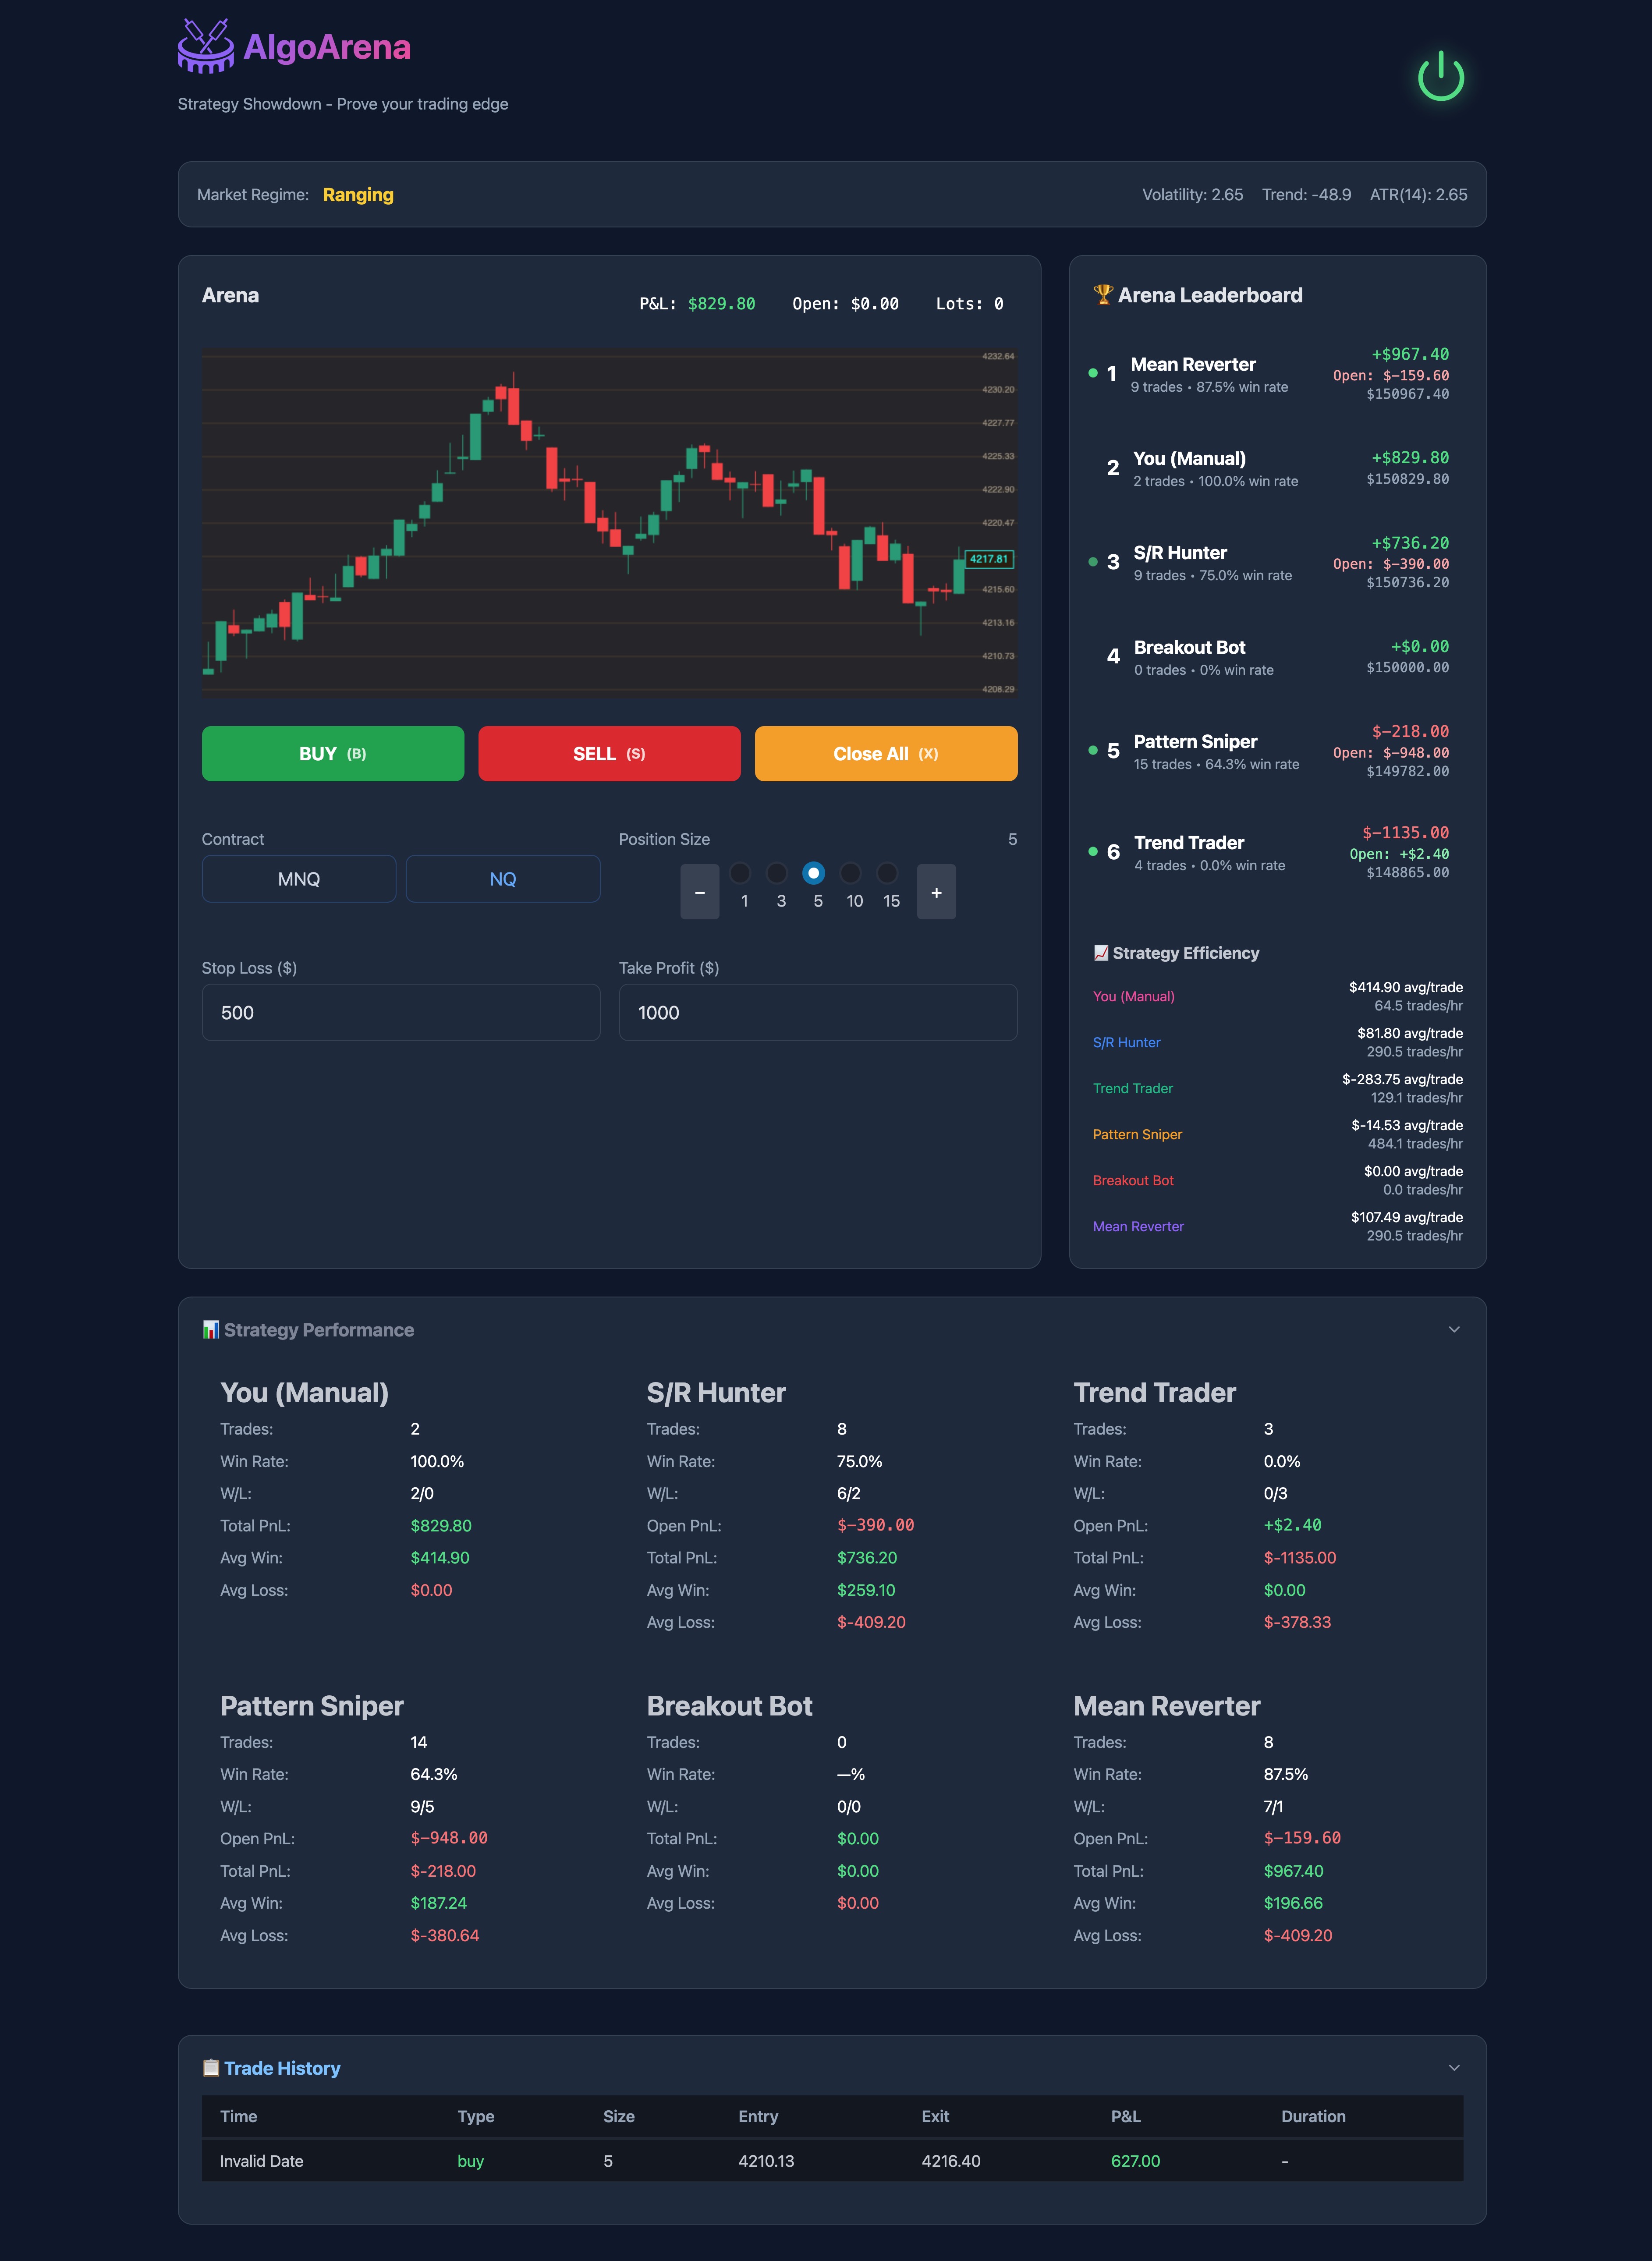 AlgoArena
Strategy Showdown - Prove your trading edge
Market Regime: Ranging
Volatility: 2.65 Trend: -48.9 ATR(14): 2.65
Arena
P&L: $829.80 Open: $0.00 Lots: 0
4232.64
4230.20
4227.77
4225.33
4222.90
4220.47
4217.81
4215.60
4213.16
4210.73
4208.29
BUY (B)
SELL (S)
Close All (X)
Contract
MNQ
NQ
Position Size
5
−
1 3 5 10 15
+
Stop Loss ($)
500
Take Profit ($)
1000
🏆 Arena Leaderboard
1
Mean Reverter
9 trades • 87.5% win rate
+$967.40
Open: $-159.60
$150967.40
2
You (Manual)
2 trades • 100.0% win rate
+$829.80
$150829.80
3
S/R Hunter
9 trades • 75.0% win rate
+$736.20
Open: $-390.00
$150736.20
4
Breakout Bot
0 trades • 0% win rate
+$0.00
$150000.00
5
Pattern Sniper
15 trades • 64.3% win rate
$-218.00
Open: $-948.00
$149782.00
6
Trend Trader
4 trades • 0.0% win rate
$-1135.00
Open: +$2.40
$148865.00
📈 Strategy Efficiency
You (Manual)
$414.90 avg/trade
64.5 trades/hr
S/R Hunter
$81.80 avg/trade
290.5 trades/hr
Trend Trader
$-283.75 avg/trade
129.1 trades/hr
Pattern Sniper
$-14.53 avg/trade
484.1 trades/hr
Breakout Bot
$0.00 avg/trade
0.0 trades/hr
Mean Reverter
$107.49 avg/trade
290.5 trades/hr
📊 Strategy Performance
You (Manual)
Trades: 2
Win Rate: 100.0%
W/L: 2/0
Total PnL: $829.80
Avg Win: $414.90
Avg Loss: $0.00
S/R Hunter
Trades: 8
Win Rate: 75.0%
W/L: 6/2
Open PnL: $-390.00
Total PnL: $736.20
Avg Win: $259.10
Avg Loss: $-409.20
Trend Trader
Trades: 3
Win Rate: 0.0%
W/L: 0/3
Open PnL: +$2.40
Total PnL: $-1135.00
Avg Win: $0.00
Avg Loss: $-378.33
Pattern Sniper
Trades: 14
Win Rate: 64.3%
W/L: 9/5
Open PnL: $-948.00
Total PnL: $-218.00
Avg Win: $187.24
Avg Loss: $-380.64
Breakout Bot
Trades: 0
Win Rate: —%
W/L: 0/0
Total PnL: $0.00
Avg Win: $0.00
Avg Loss: $0.00
Mean Reverter
Trades: 8
Win Rate: 87.5%
W/L: 7/1
Open PnL: $-159.60
Total PnL: $967.40
Avg Win: $196.66
Avg Loss: $-409.20
📋 Trade History
Time Type Size Entry Exit P&L Duration
Invalid Date buy 5 4210.13 4216.40 627.00 -